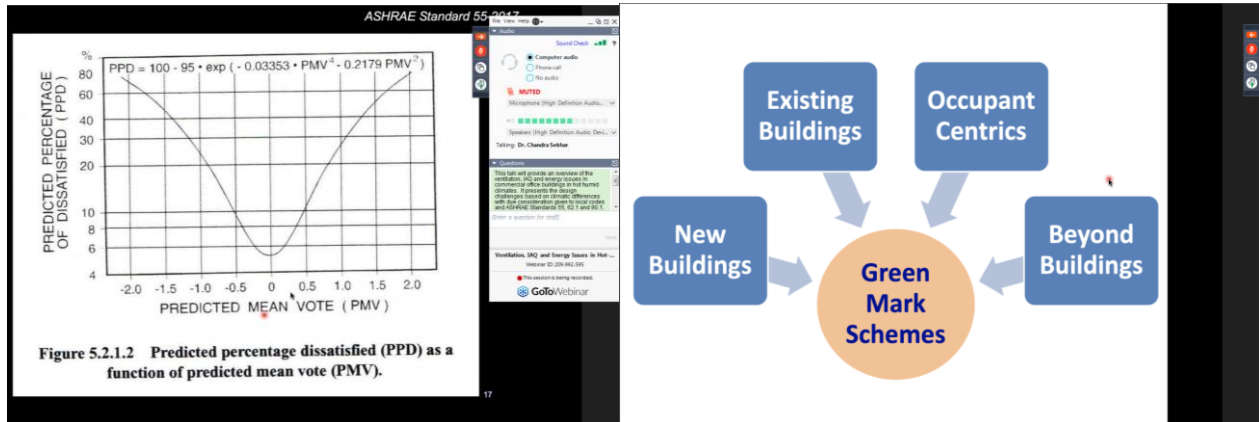 ASHRAE Standard 55-2017
%
PPD = 100 - 95 • exp ( - 0.03353 • PMV⁴ - 0.2179 PMV² )
80
60
40
30
20
10
8
6
4
PREDICTED PERCENTAGE
OF DISSATISFIED (PPD)
-2.0 -1.5 -1.0 -0.5 0 0.5 1.0 1.5 2.0
PREDICTED MEAN VOTE ( PMV )
Figure 5.2.1.2 Predicted percentage dissatisfied (PPD) as a
function of predicted mean vote (PMV).
17
File View Help
Audio
Sound Check
?
Computer audio
Phone call
No audio
MUTED
Microphone (High Definition Audio...
Speakers (High Definition Audio Devi...
Talking: Dr. Chandra Sekhar
Questions
This talk will provide an overview of the
ventilation, IAQ and energy issues in
commercial office buildings in hot humid
climates. It presents the design
challenges based on climatic differences
with due consideration given to local codes
and ASHRAE Standards 55, 62.1 and 90.1.
[Enter a question for staff]
Send
Ventilation, IAQ and Energy Issues in Hot-...
Webinar ID: 209-992-595
This session is being recorded.
GoToWebinar
Existing
Buildings
Occupant
Centrics
New
Buildings
Beyond
Buildings
Green
Mark
Schemes